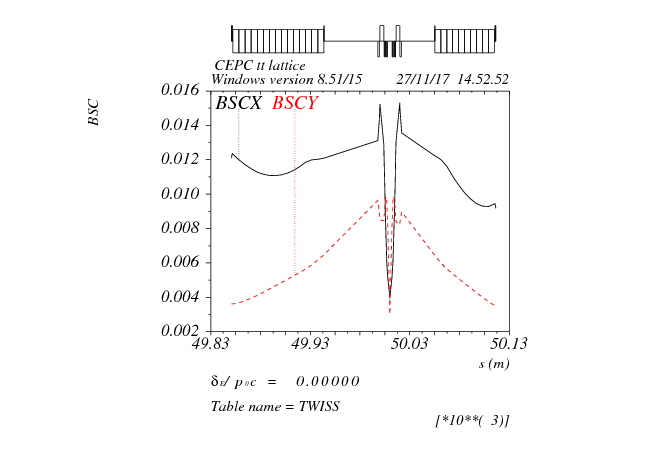 CEPC tt lattice
Windows version 8.51/15 27/11/17 14.52.52
BSC
BSCX BSCY
0.016
0.014
0.012
0.010
0.008
0.006
0.004
0.002
49.83 49.93 50.03 50.13
s (m)
δE/ p0c = 0.00000
Table name = TWISS
[*10**( 3)]